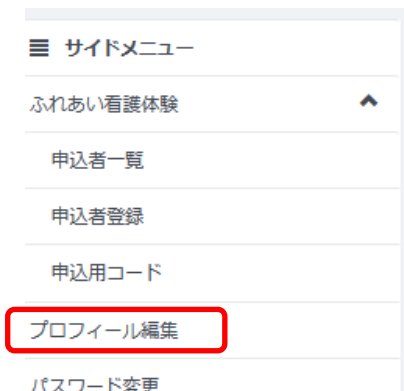 サイドメニュー
ふれあい看護体験
申込者一覧
申込者登録
申込用コード
プロフィール編集
パスワード変更